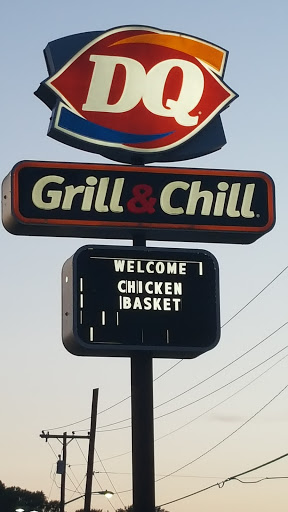 DQ
Grill & Chill
WELCOME
CHICKEN
BASKET